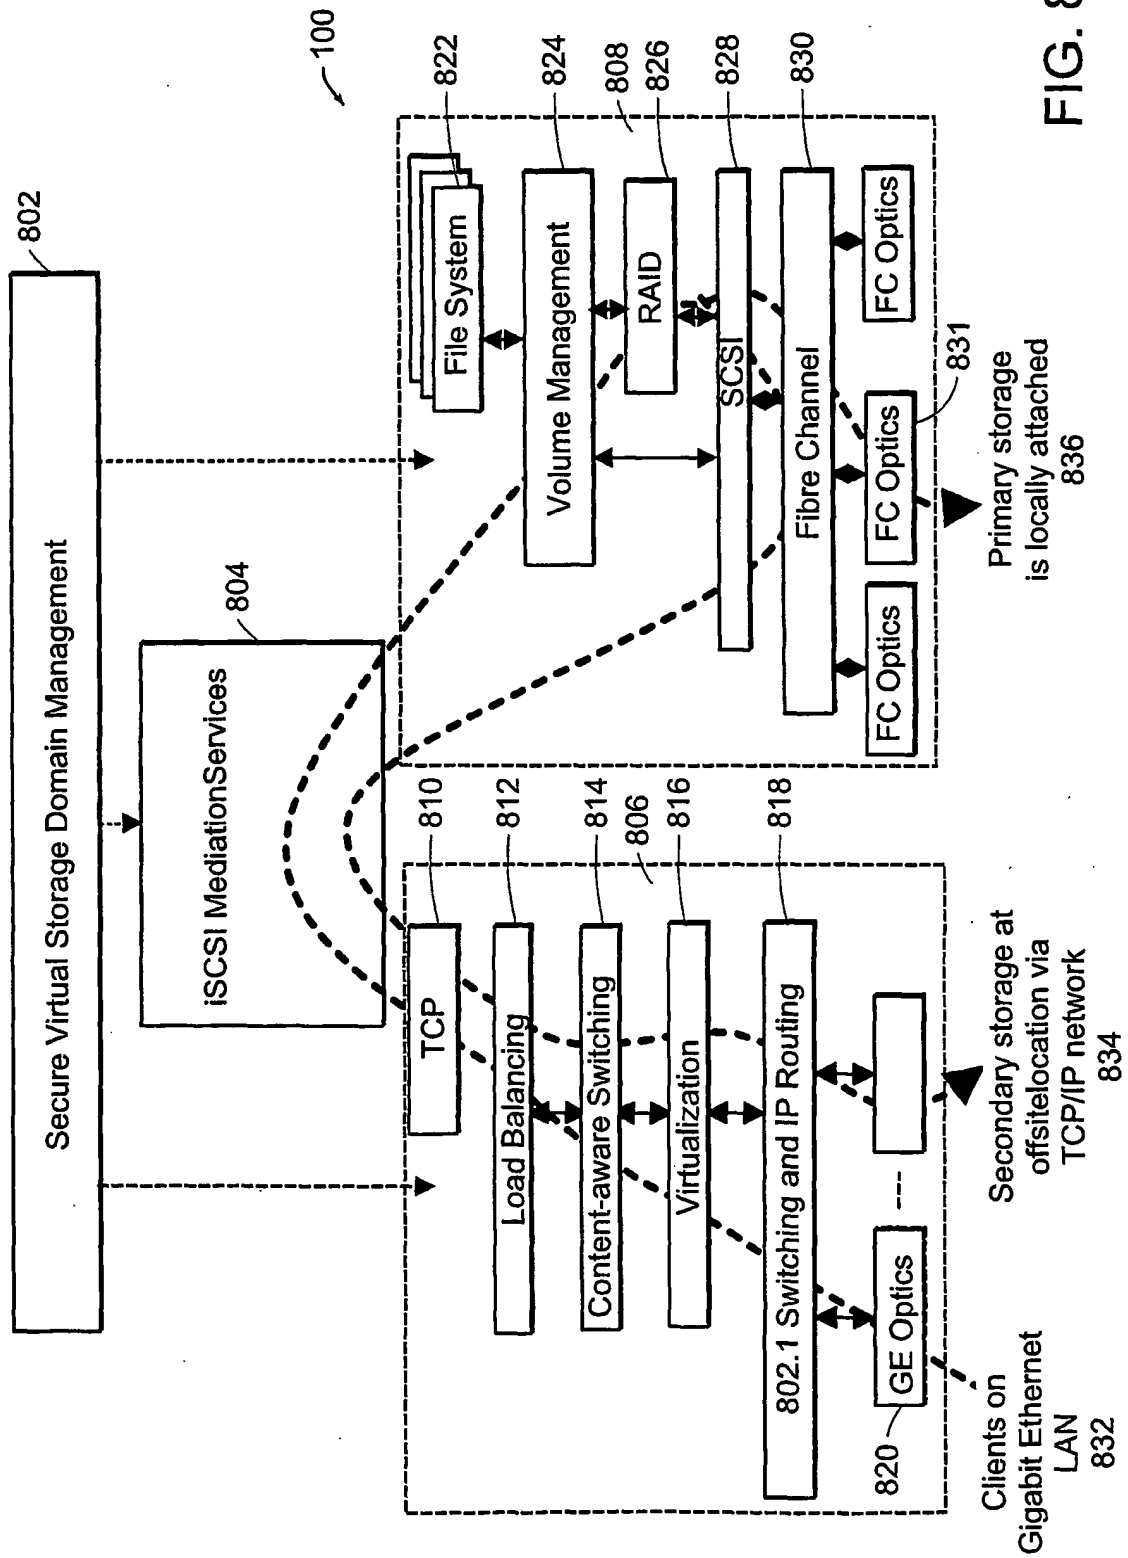 802
Secure Virtual Storage Domain Management
100
804
iSCSI MediationServices
822
File System
824
Volume Management
808
826
RAID
828
SCSI
830
Fibre Channel
FC Optics
FC Optics
FC Optics
831
Primary storage
is locally attached
836
810
TCP
812
Load Balancing
814
Content-aware Switching
806
816
Virtualization
818
802.1 Switching and IP Routing
820
GE Optics
Clients on
Gigabit Ethernet
LAN
832
Secondary storage at
offsitelocation via
TCP/IP network
834
FIG. 8